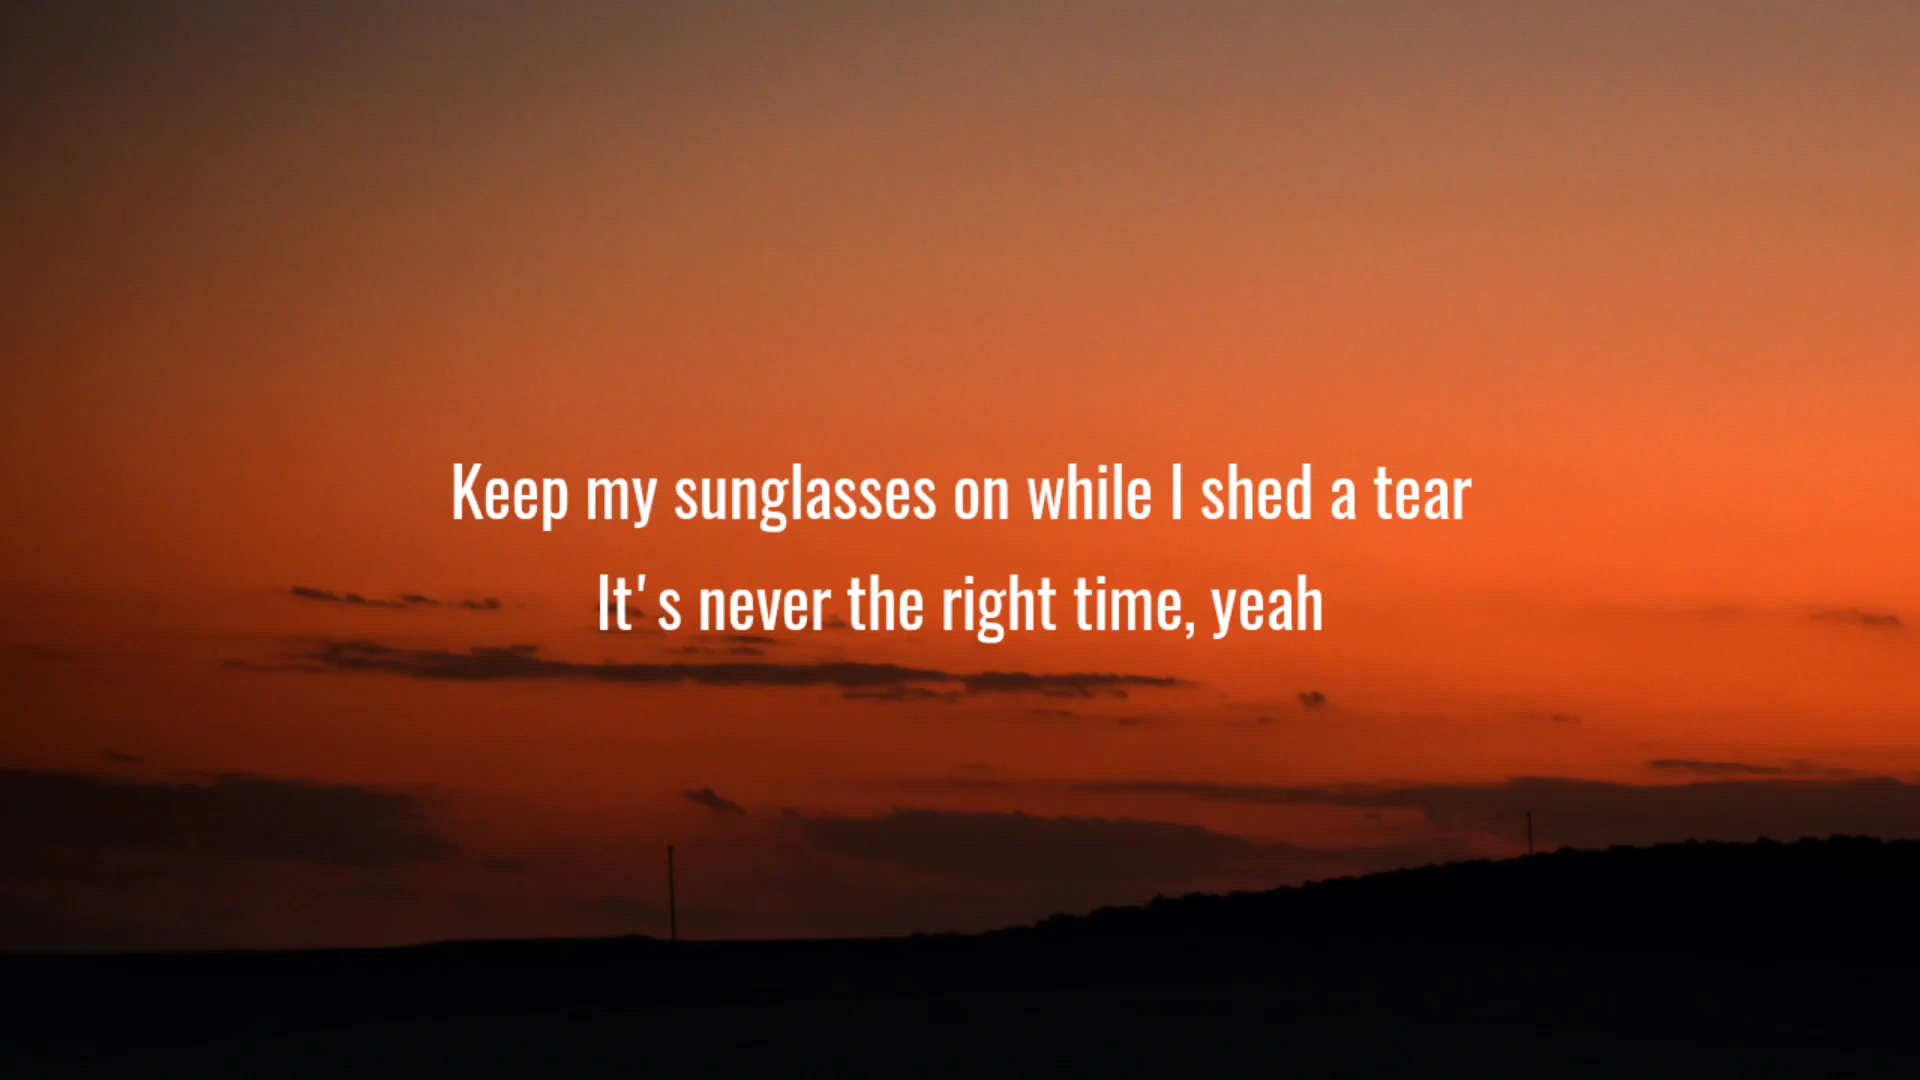 Keep my sunglasses on while I shed a tear
It's never the right time, yeah